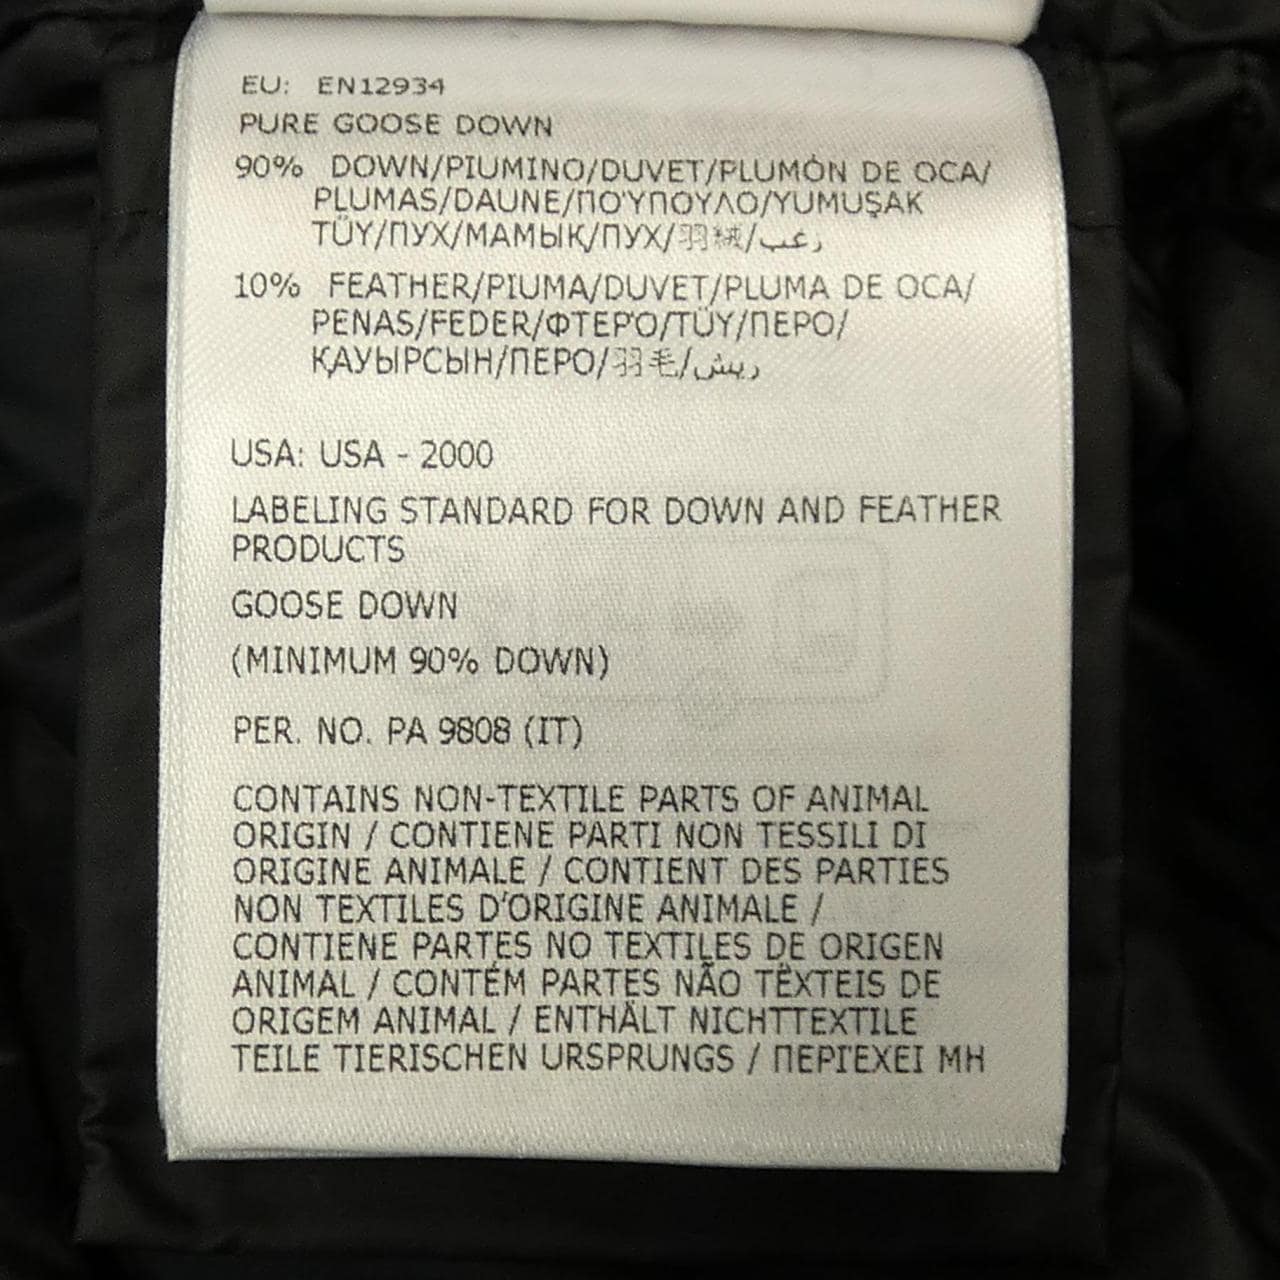 EU: EN12934
PURE GOOSE DOWN
90% DOWN/PIUMINO/DUVET/PLUMÓN DE OCA/
PLUMAS/DAUNE/ΠΟΎΠΟΥΛΟ/YUMUŞAK
TÜY/ПУХ/МАМЫҚ/ПУХ/羽绒/زغب
10% FEATHER/PIUMA/DUVET/PLUMA DE OCA/
PENAS/FEDER/ΦΤΕΡΌ/TÜY/ПЕРО/
ҚАУЫРСЫН/ПЕРО/羽毛/ريش
USA: USA - 2000
LABELING STANDARD FOR DOWN AND FEATHER
PRODUCTS
GOOSE DOWN
(MINIMUM 90% DOWN)
PER. NO. PA 9808 (IT)
CONTAINS NON-TEXTILE PARTS OF ANIMAL
ORIGIN / CONTIENE PARTI NON TESSILI DI
ORIGINE ANIMALE / CONTIENT DES PARTIES
NON TEXTILES D'ORIGINE ANIMALE /
CONTIENE PARTES NO TEXTILES DE ORIGEN
ANIMAL / CONTÉM PARTES NÃO TÊXTEIS DE
ORIGEM ANIMAL / ENTHÄLT NICHTTEXTILE
TEILE TIERISCHEN URSPRUNGS / ΠΕΡΙΈΧΕΙ ΜΗ